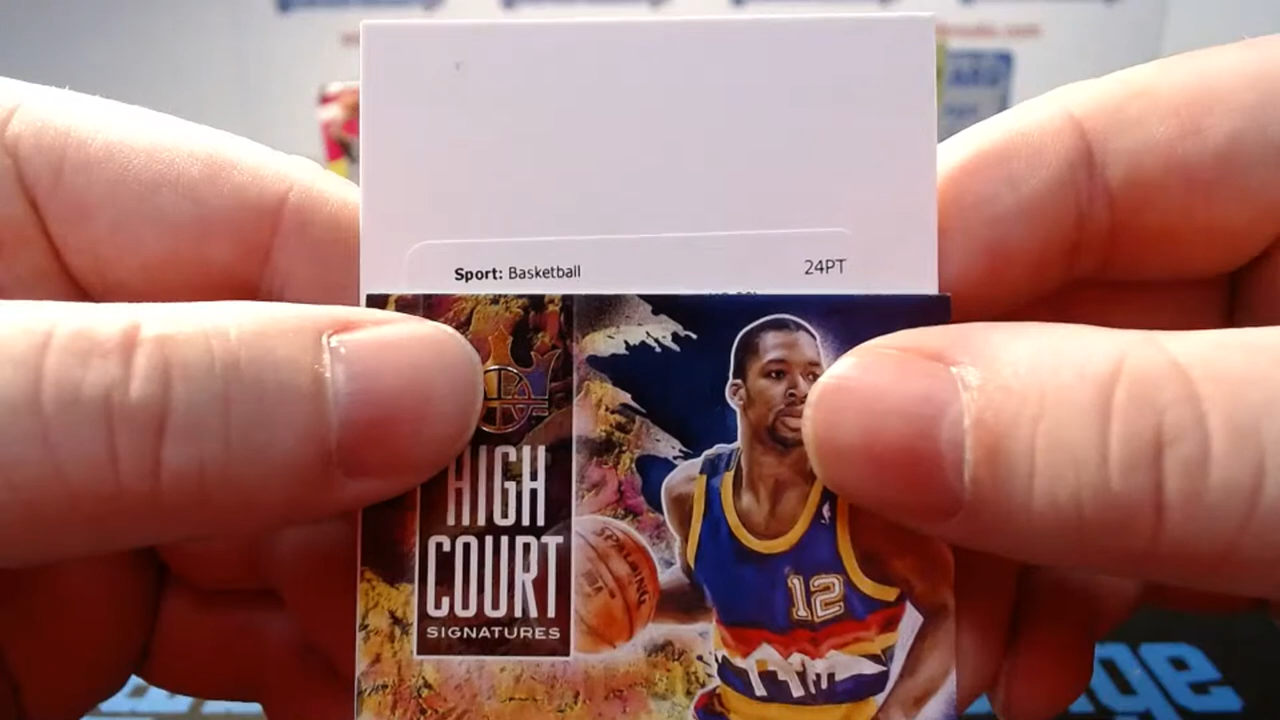 Sport: Basketball 24PT
HIGH
COURT
SIGNATURES
SPALDING
12